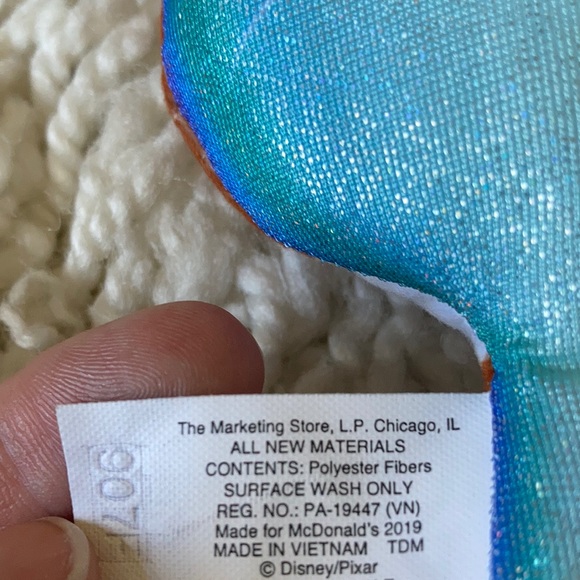 The Marketing Store, L.P. Chicago, IL
ALL NEW MATERIALS
CONTENTS: Polyester Fibers
SURFACE WASH ONLY
REG. NO.: PA-19447 (VN)
Made for McDonald's 2019
MADE IN VIETNAM TDM
© Disney/Pixar